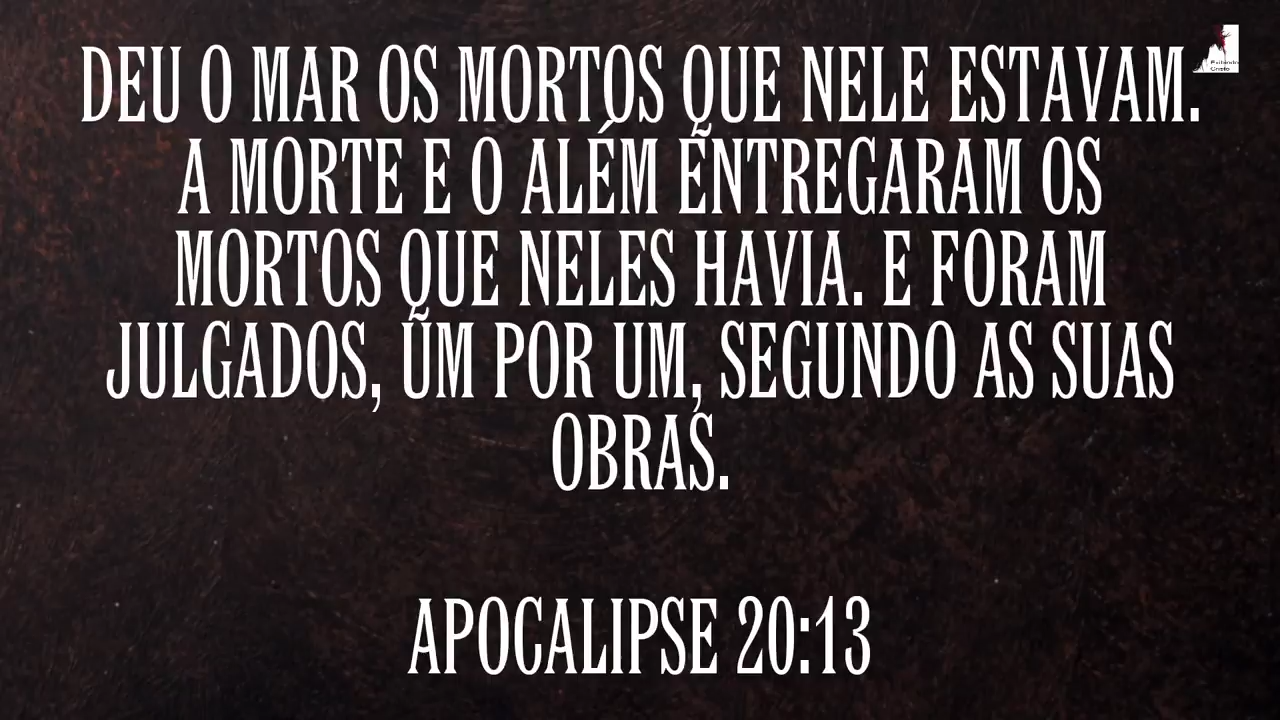 DEU O MAR OS MORTOS QUE NELE ESTAVAM.
A MORTE E O ALÉM ENTREGARAM OS
MORTOS QUE NELES HAVIA. E FORAM
JULGADOS, UM POR UM, SEGUNDO AS SUAS
OBRAS.
APOCALIPSE 20:13
Cristo